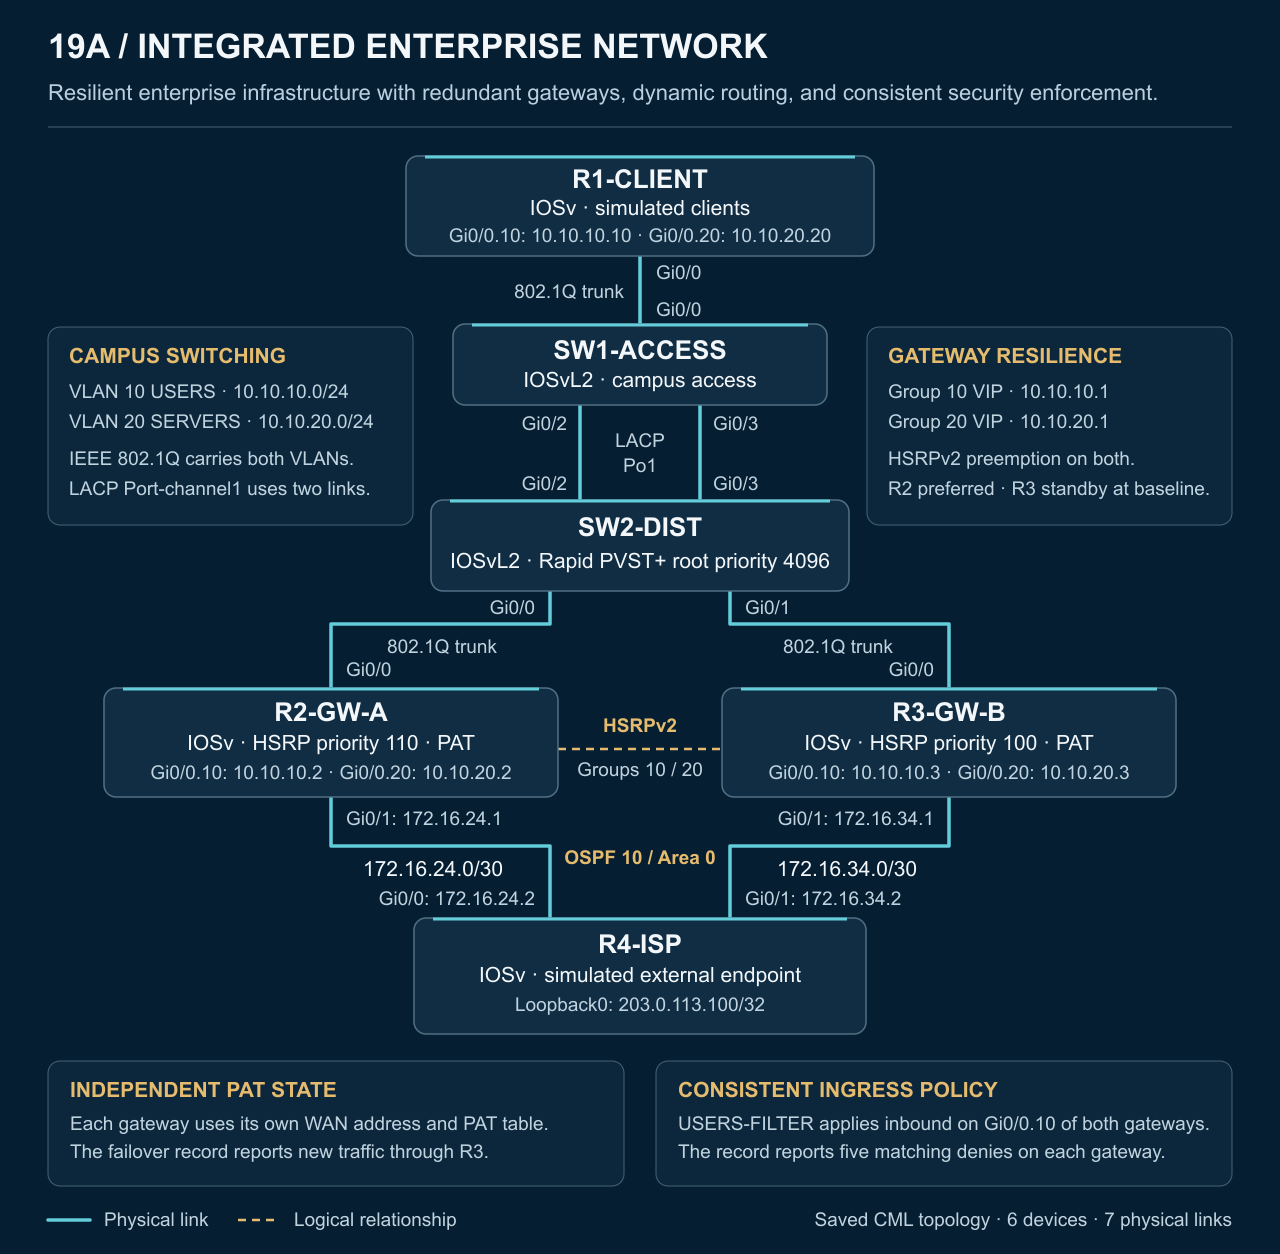 19A / INTEGRATED ENTERPRISE NETWORK
Resilient enterprise infrastructure with redundant gateways, dynamic routing, and consistent security enforcement.
R1-CLIENT
IOSv · simulated clients
Gi0/0.10: 10.10.10.10 · Gi0/0.20: 10.10.20.20
Gi0/0
802.1Q trunk
Gi0/0
CAMPUS SWITCHING
VLAN 10 USERS · 10.10.10.0/24
VLAN 20 SERVERS · 10.10.20.0/24
IEEE 802.1Q carries both VLANs.
LACP Port-channel1 uses two links.
SW1-ACCESS
IOSvL2 · campus access
GATEWAY RESILIENCE
Group 10 VIP · 10.10.10.1
Group 20 VIP · 10.10.20.1
HSRPv2 preemption on both.
R2 preferred · R3 standby at baseline.
Gi0/2
Gi0/3
LACP
Po1
Gi0/2
Gi0/3
SW2-DIST
IOSvL2 · Rapid PVST+ root priority 4096
Gi0/0
Gi0/1
802.1Q trunk
802.1Q trunk
Gi0/0
Gi0/0
R2-GW-A
IOSv · HSRP priority 110 · PAT
Gi0/0.10: 10.10.10.2 · Gi0/0.20: 10.10.20.2
HSRPv2
Groups 10 / 20
R3-GW-B
IOSv · HSRP priority 100 · PAT
Gi0/0.10: 10.10.10.3 · Gi0/0.20: 10.10.20.3
Gi0/1: 172.16.24.1
Gi0/1: 172.16.34.1
OSPF 10 / Area 0
172.16.24.0/30
172.16.34.0/30
Gi0/0: 172.16.24.2
Gi0/1: 172.16.34.2
R4-ISP
IOSv · simulated external endpoint
Loopback0: 203.0.113.100/32
INDEPENDENT PAT STATE
Each gateway uses its own WAN address and PAT table.
The failover record reports new traffic through R3.
CONSISTENT INGRESS POLICY
USERS-FILTER applies inbound on Gi0/0.10 of both gateways.
The record reports five matching denies on each gateway.
Physical link
Logical relationship
Saved CML topology · 6 devices · 7 physical links